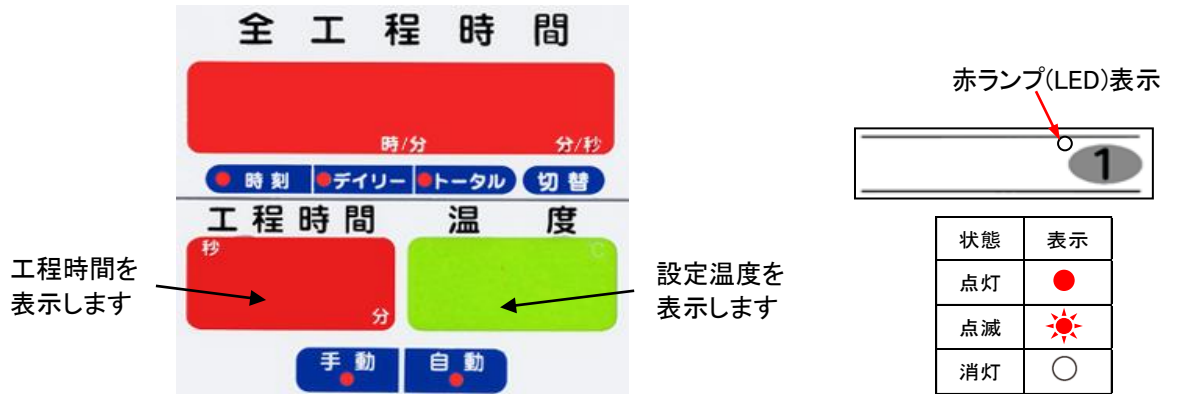 全工程時間
時/分
分/秒
時刻
デイリー
トータル
切替
工程時間
温度
秒
℃
分
手動
自動
工程時間を
表示します
設定温度を
表示します
赤ランプ(LED)表示
1
状態 表示
点灯
点滅
消灯